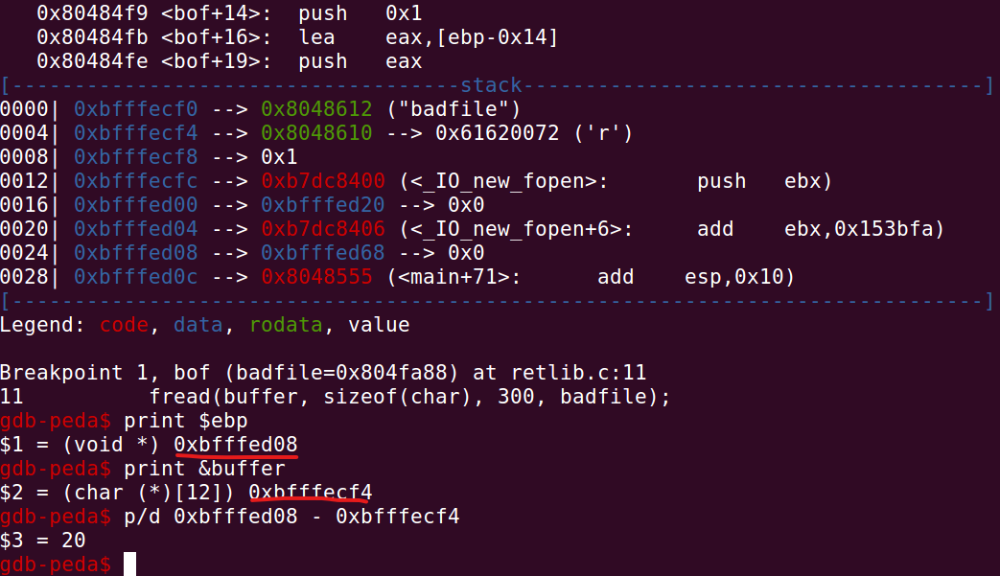 0x80484f9 <bof+14>:  push   0x1
0x80484fb <bof+16>:  lea    eax,[ebp-0x14]
0x80484fe <bof+19>:  push   eax
[------------------------------------stack-------------------------------------]
0000| 0xbfffecf0 --> 0x8048612 ("badfile")
0004| 0xbfffecf4 --> 0x8048610 --> 0x61620072 ('r')
0008| 0xbfffecf8 --> 0x1
0012| 0xbfffecfc --> 0xb7dc8400 (<_IO_new_fopen>:       push   ebx)
0016| 0xbfffed00 --> 0xbfffed20 --> 0x0
0020| 0xbfffed04 --> 0xb7dc8406 (<_IO_new_fopen+6>:     add    ebx,0x153bfa)
0024| 0xbfffed08 --> 0xbfffed68 --> 0x0
0028| 0xbfffed0c --> 0x8048555 (<main+71>:      add    esp,0x10)
[------------------------------------------------------------------------------]
Legend: code, data, rodata, value
Breakpoint 1, bof (badfile=0x804fa88) at retlib.c:11
11          fread(buffer, sizeof(char), 300, badfile);
gdb-peda$ print $ebp
$1 = (void *) 0xbfffed08
gdb-peda$ print &buffer
$2 = (char (*)[12]) 0xbfffecf4
gdb-peda$ p/d 0xbfffed08 - 0xbfffecf4
$3 = 20
gdb-peda$